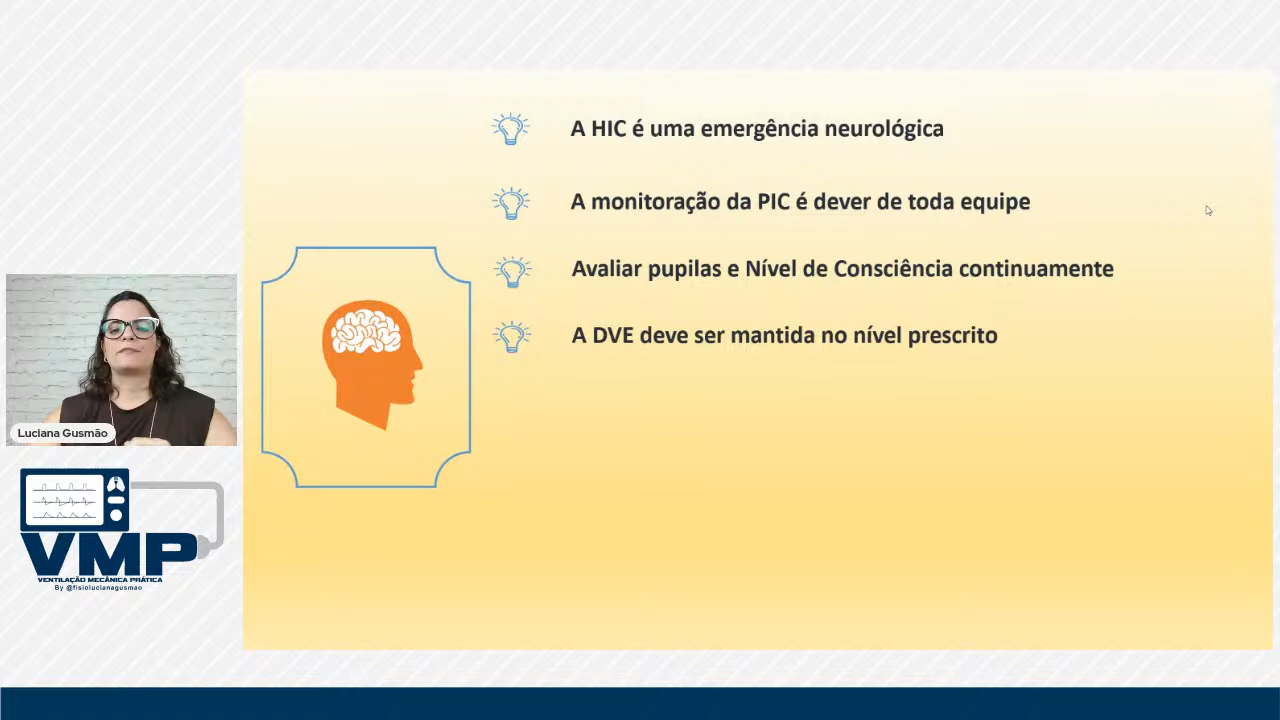 A HIC é uma emergência neurológica
A monitoração da PIC é dever de toda equipe
Avaliar pupilas e Nível de Consciência continuamente
A DVE deve ser mantida no nível prescrito
Luciana Gusmão
VMP
VENTILAÇÃO MECÂNICA PRÁTICA
By @fisiolucianagusmao